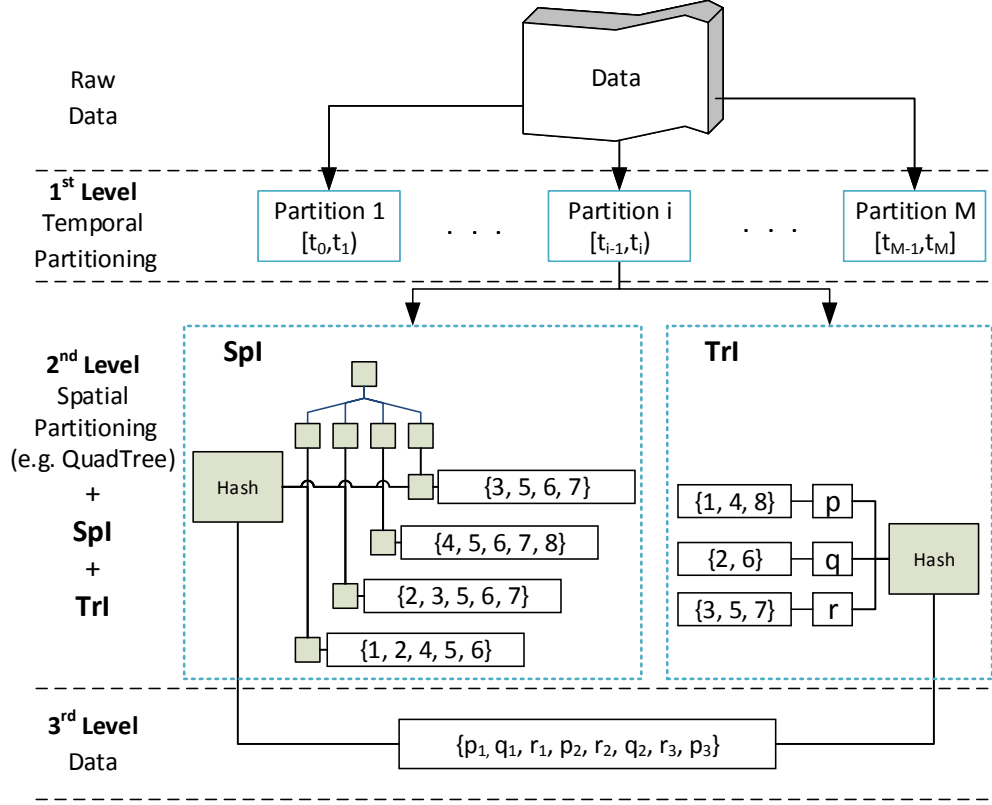 Raw
Data
Data
1st Level
Temporal
Partitioning
Partition 1
[t0,t1)
. . .
Partition i
[ti-1,ti)
. . .
Partition M
[tM-1,tM]
2nd Level
Spatial
Partitioning
(e.g. QuadTree)
+
SpI
+
TrI
SpI
Hash
{3, 5, 6, 7}
{4, 5, 6, 7, 8}
{2, 3, 5, 6, 7}
{1, 2, 4, 5, 6}
TrI
{1, 4, 8} p
{2, 6} q
{3, 5, 7} r
Hash
3rd Level
Data
{p1, q1, r1, p2, r2, q2, r3, p3}